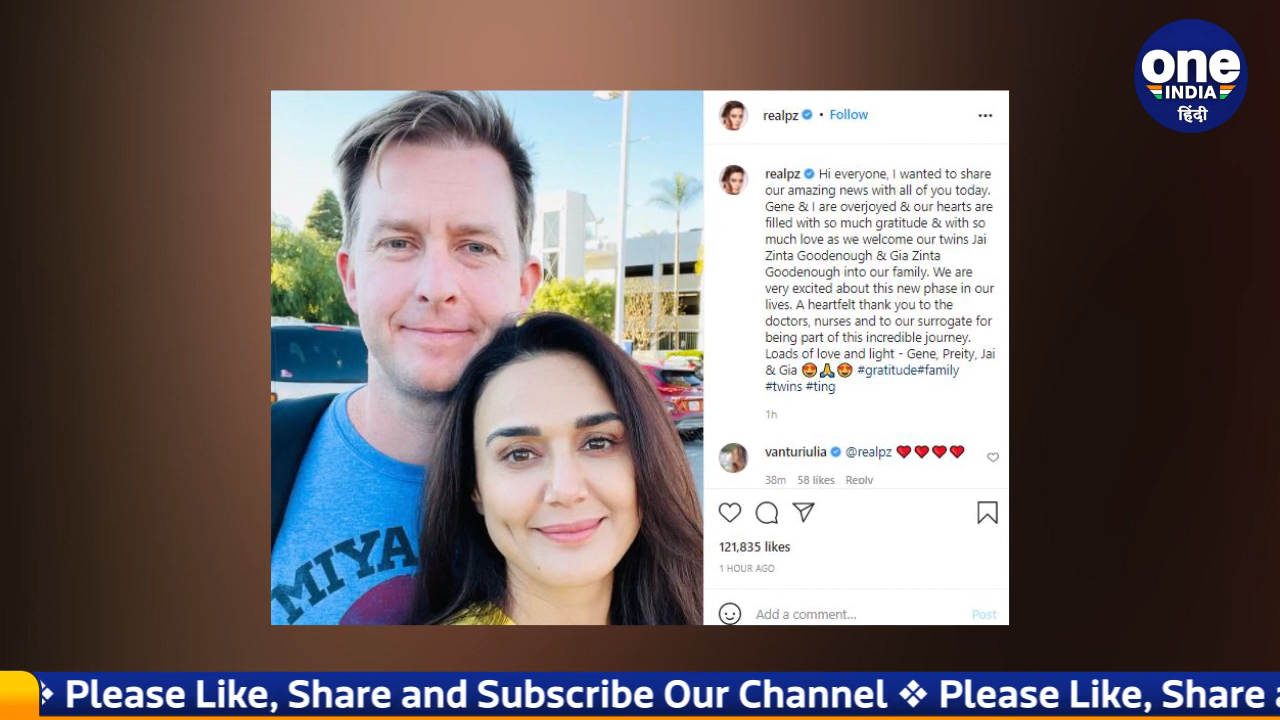 one
INDIA
हिंदी
realpz • Follow
realpz Hi everyone, I wanted to share
our amazing news with all of you today.
Gene & I are overjoyed & our hearts are
filled with so much gratitude & with so
much love as we welcome our twins Jai
Zinta Goodenough & Gia Zinta
Goodenough into our family. We are
very excited about this new phase in our
lives. A heartfelt thank you to the
doctors, nurses and to our surrogate for
being part of this incredible journey.
Loads of love and light - Gene, Preity, Jai
& Gia 😍🙏😍 #gratitude#family
#twins #ting
1h
vanturiulia @realpz ❤❤❤❤
38m 58 likes Reply
121,835 likes
1 HOUR AGO
Add a comment... Post
MIYA
❖ Please Like, Share and Subscribe Our Channel ❖ Please Like, Share